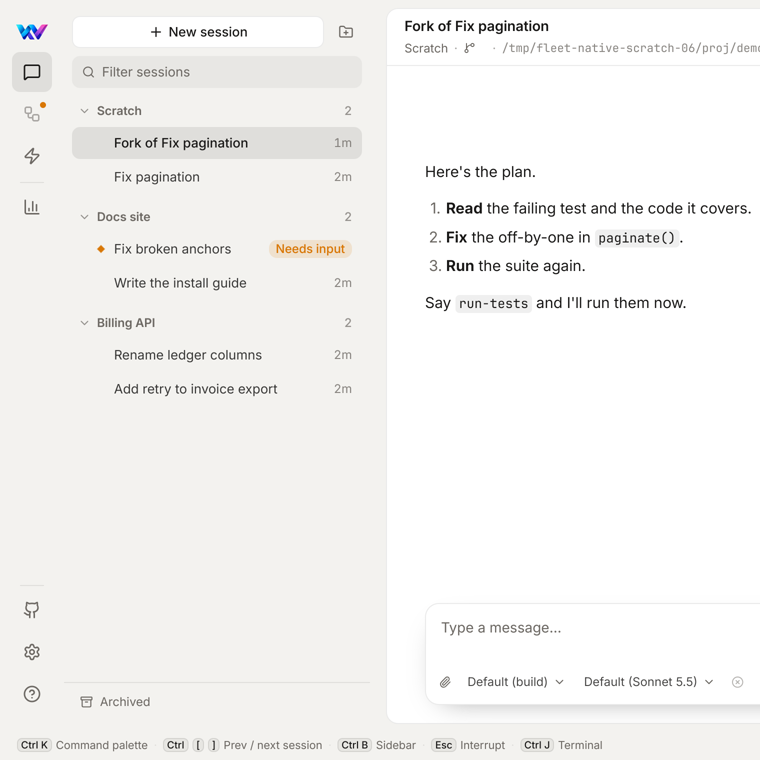 New session
Filter sessions
Scratch 2
Fork of Fix pagination 1m
Fix pagination 2m
Docs site 2
Fix broken anchors Needs input
Write the install guide 2m
Billing API 2
Rename ledger columns 2m
Add retry to invoice export 2m
Archived
Fork of Fix pagination
Scratch · · /tmp/fleet-native-scratch-06/proj/demo
Here's the plan.
1. Read the failing test and the code it covers.
2. Fix the off-by-one in paginate().
3. Run the suite again.
Say run-tests and I'll run them now.
Type a message...
Default (build) Default (Sonnet 5.5)
Ctrl K Command palette · Ctrl [ ] Prev / next session · Ctrl B Sidebar · Esc Interrupt · Ctrl J Terminal